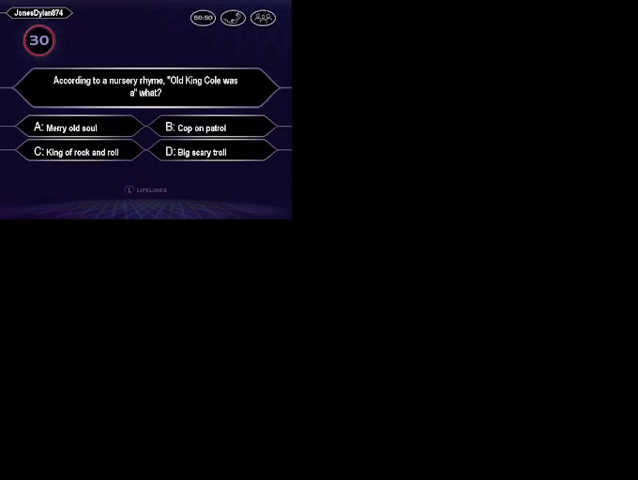 JonesDylan874
30
50:50
According to a nursery rhyme, "Old King Cole was
a" what?
A: Merry old soul
B: Cop on patrol
C: King of rock and roll
D: Big scary troll
L LIFELINES